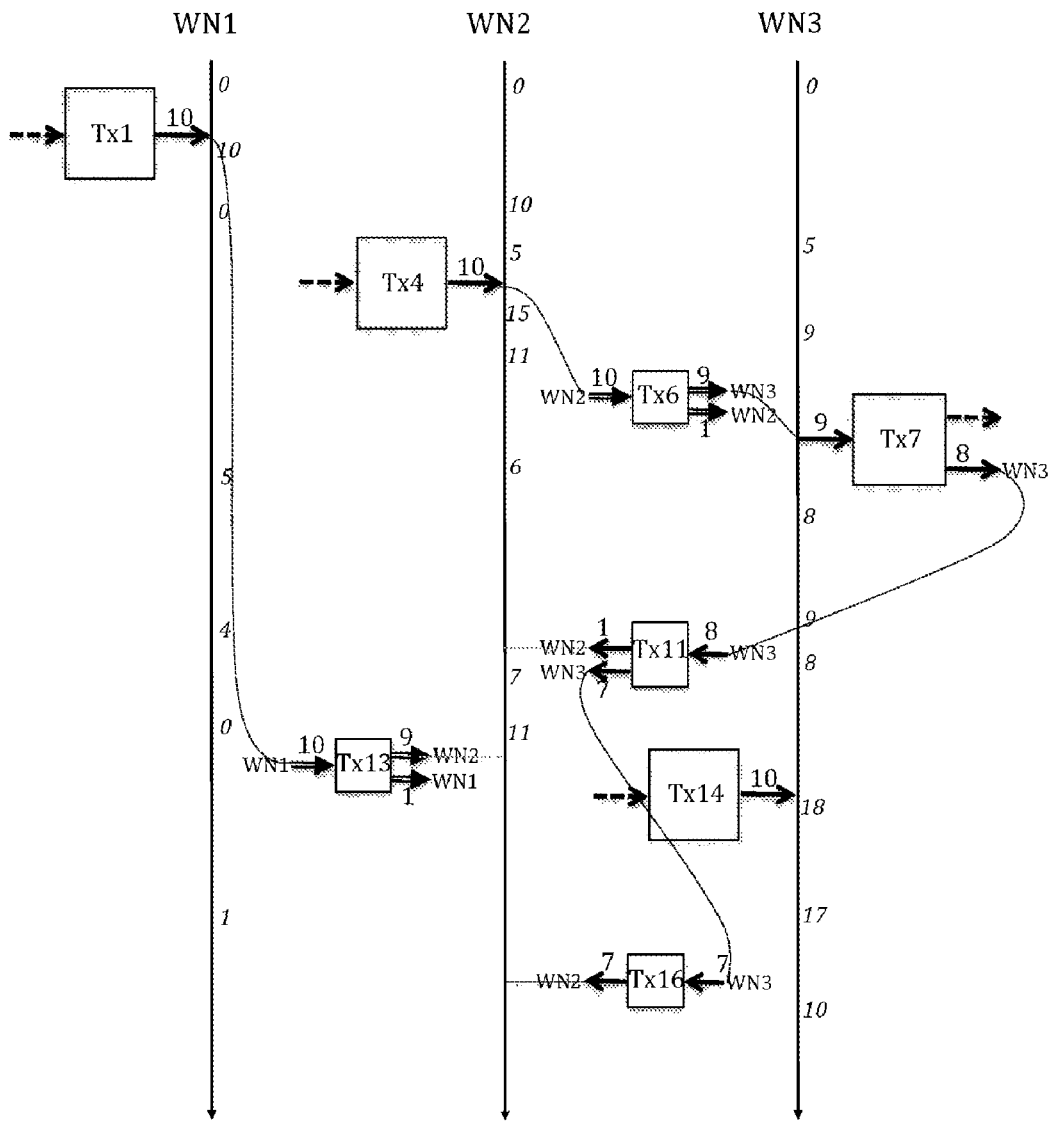 WN1 WN2 WN3
0 0 0
Tx1 10
10
0
10
5
5
Tx4 10
15
11
9
WN2 10 Tx6 9 WN3
1 WN2
9 Tx7
8 WN3
6
5
8
4
9
WN2 1 Tx11 8 WN3
WN3 7
8
7
0
11
WN1 10 Tx13 9 WN2
1 WN1
Tx14 10
18
1
17
WN2 7 Tx16 7 WN3
10